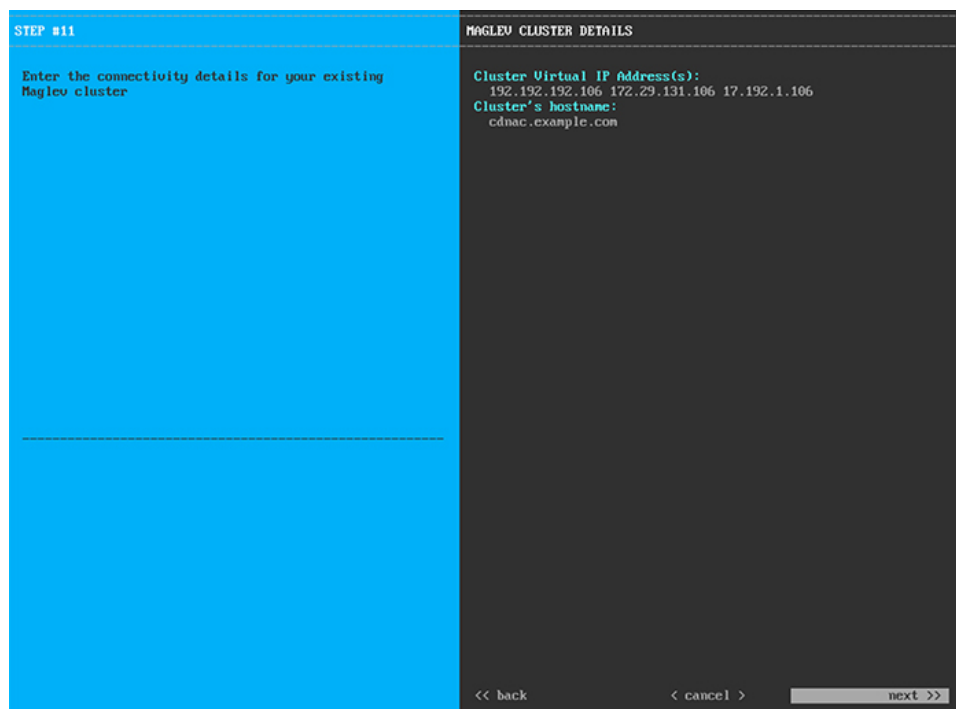 STEP #11
Enter the connectivity details for your existing
Maglev cluster
MAGLEV CLUSTER DETAILS
Cluster Virtual IP Address(s):
192.192.192.106 172.29.131.106 17.192.1.106
Cluster's hostname:
cdnac.example.com
<< back < cancel > next >>